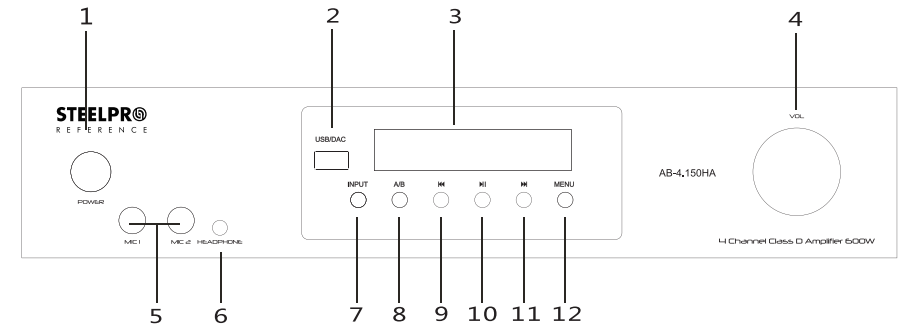 1 2 3 4
STEELPRO
REFERENCE
POWER
MIC 1 MIC 2 HEADPHONE
USB/DAC
INPUT A/B ⏮ ⏯ ⏭ MENU
VOL
AB-4.150HA
4 Channel Class D Amplifier 600W
5 6 7 8 9 10 11 12